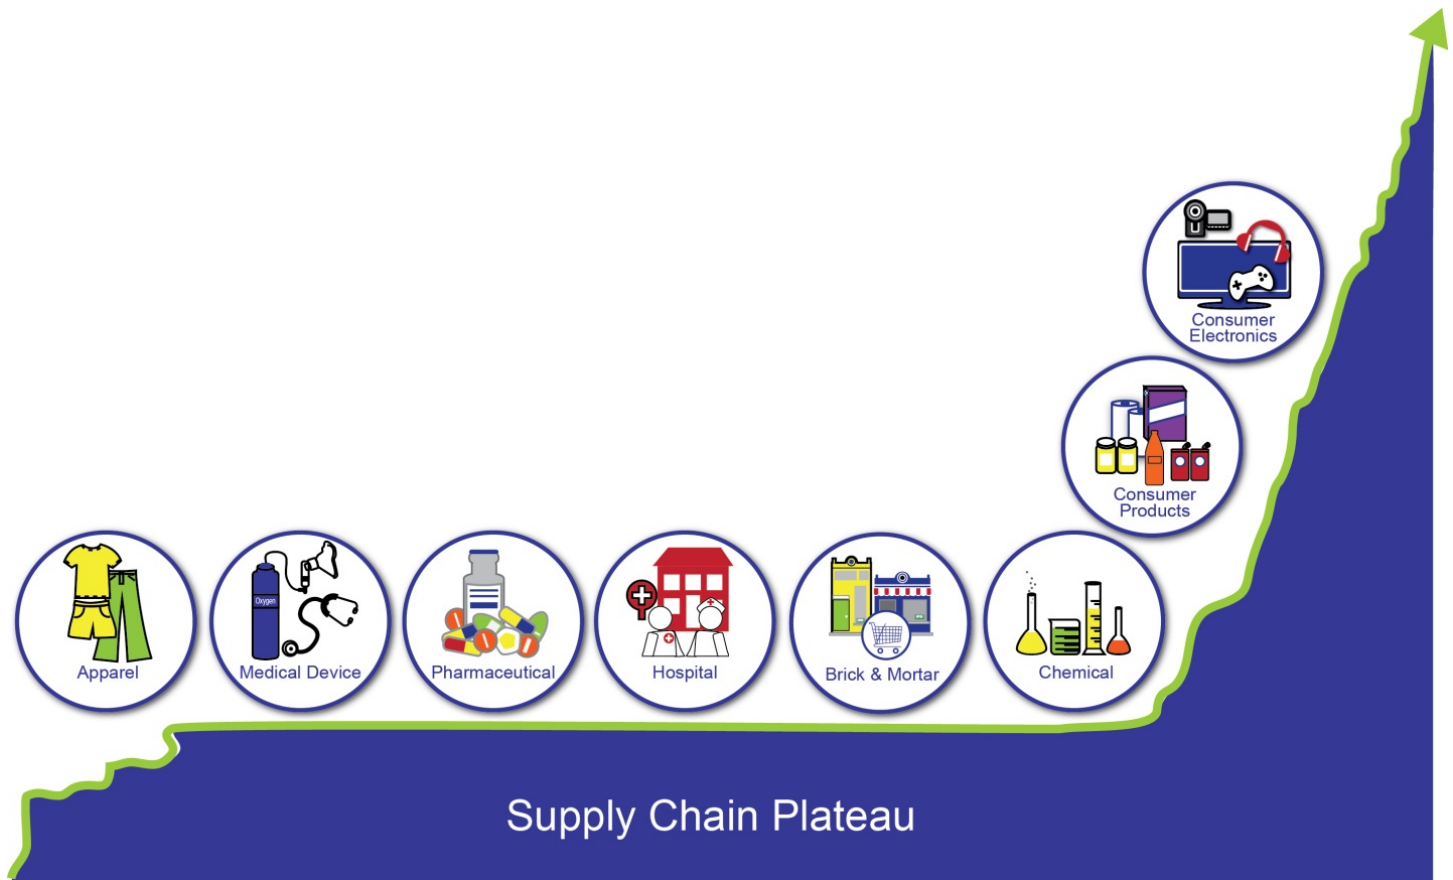 Consumer
Electronics
Consumer
Products
Oxygen
Apparel
Medical Device
Pharmaceutical
Hospital
Brick & Mortar
Chemical
Supply Chain Plateau